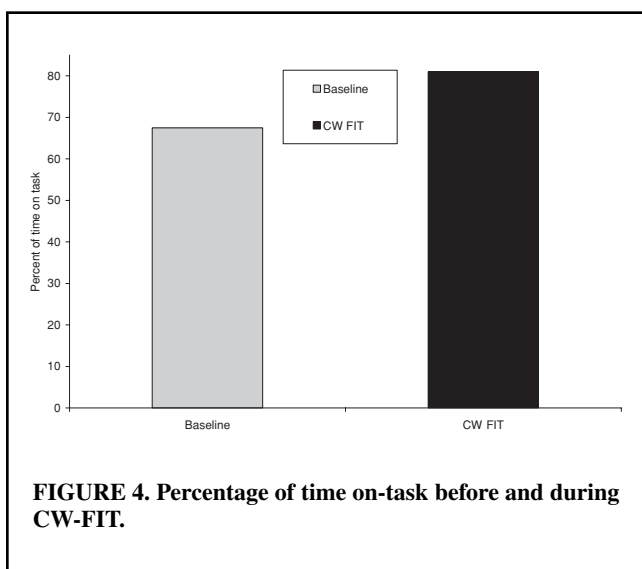 80
70
60
50
40
30
20
10
0
Percent of time on task
Baseline
CW FIT
Baseline
CW FIT
FIGURE 4. Percentage of time on-task before and during
CW-FIT.